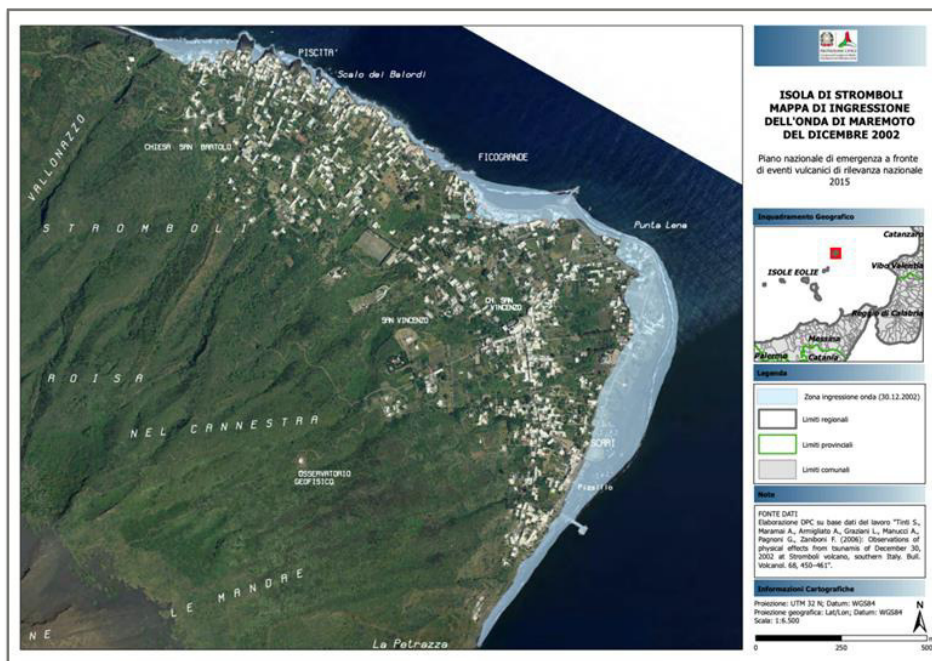 PISCITA'
Scalo dei Balordi
CHIESA SAN BARTOLO
VALLONAZZO
FICOGRANDE
STROMBOLI
Punta Lena
CH. SAN
VINCENZO
SAN VINCENZO
ROISA
NEL CANNESTRA
SCARI
OSSERVATORIO
GEOFISICO
Pizzillo
LE MANDRE
NE
La Petrazza
ISOLA DI STROMBOLI
MAPPA DI INGRESSIONE
DELL'ONDA DI MAREMOTO
DEL DICEMBRE 2002
Piano nazionale di emergenza a fronte
di eventi vulcanici di rilevanza nazionale
2015
Inquadramento Geografico
Catanzaro
ISOLE EOLIE
Vibo Valentia
Reggio di Calabria
Messina
Palermo
Catania
Legenda
Zona ingressione onda (30.12.2002)
Limiti regionali
Limiti provinciali
Limiti comunali
Note
FONTE DATI
Elaborazione DPC su base dati del lavoro "Tinti S.,
Maramai A., Armigliato A., Graziani L., Manucci A.,
Pagnoni G., Zaniboni F. (2006): Observations of
physical effects from tsunamis of December 30,
2002 at Stromboli volcano, southern Italy. Bull.
Volcanol. 68, 450–461".
Informazioni Cartografiche
Proiezione: UTM 32 N; Datum: WGS84
Proiezione geografica: Lat/Lon; Datum: WGS84
Scala: 1:6.500
N
0 250 500
m